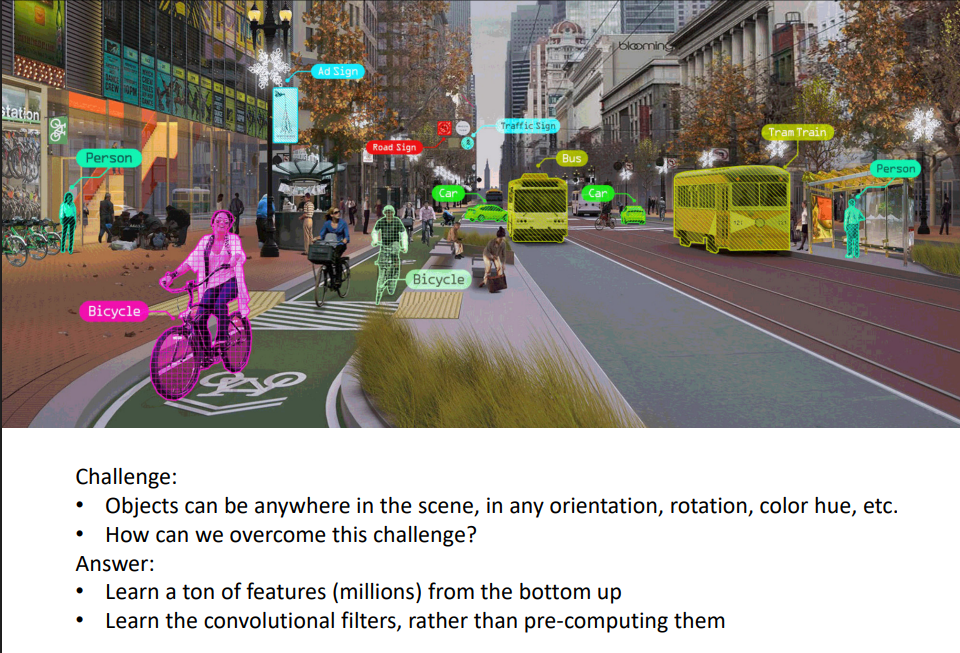 blooming
Ad Sign
station
Traffic Sign
Road Sign
Tram Train
Person
Bus
Person
Car
Car
Bicycle
Bicycle
Challenge:
• Objects can be anywhere in the scene, in any orientation, rotation, color hue, etc.
• How can we overcome this challenge?
Answer:
• Learn a ton of features (millions) from the bottom up
• Learn the convolutional filters, rather than pre-computing them